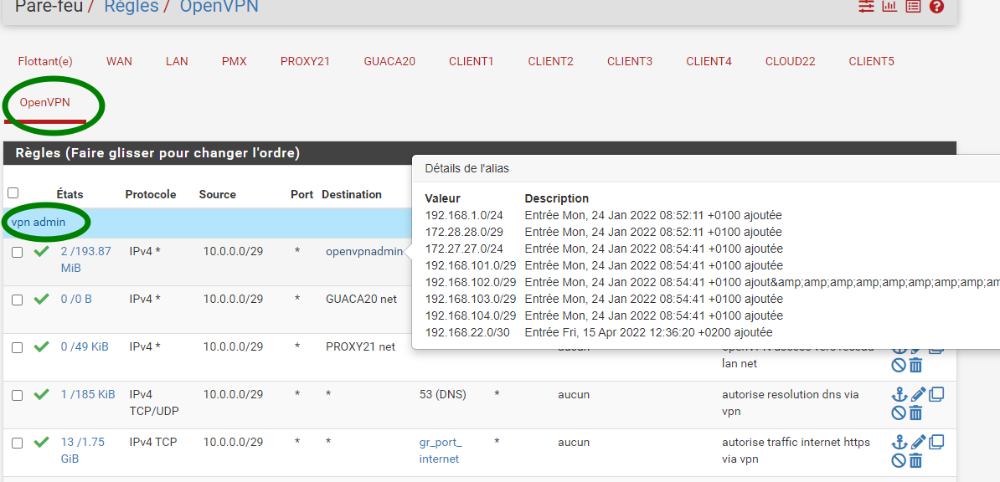 Pare-feu / Règles / OpenVPN
Flottant(e) WAN LAN PMX PROXY21 GUACA20 CLIENT1 CLIENT2 CLIENT3 CLIENT4 CLOUD22 CLIENT5
OpenVPN
Règles (Faire glisser pour changer l'ordre)
États Protocole Source Port Destination
vpn admin
2 /193.87 IPv4 * 10.0.0.0/29 * openvpnadmin
MiB
0 /0 B IPv4 * 10.0.0.0/29 * GUACA20 net
0 /49 KiB IPv4 * 10.0.0.0/29 * PROXY21 net
lan net
1 /185 KiB IPv4 10.0.0.0/29 * * 53 (DNS) * aucun autorise resolution dns via
TCP/UDP vpn
13 /1.75 IPv4 TCP 10.0.0.0/29 * * gr_port_ * aucun autorise traffic internet https
GiB internet via vpn
Détails de l'alias
Valeur Description
192.168.1.0/24 Entrée Mon, 24 Jan 2022 08:52:11 +0100 ajoutée
172.28.28.0/29 Entrée Mon, 24 Jan 2022 08:52:11 +0100 ajoutée
172.27.27.0/24 Entrée Mon, 24 Jan 2022 08:54:41 +0100 ajoutée
192.168.101.0/29 Entrée Mon, 24 Jan 2022 08:54:41 +0100 ajoutée
192.168.102.0/29 Entrée Mon, 24 Jan 2022 08:54:41 +0100 ajout&amp;amp;amp;amp;amp;amp;amp;amp;am
192.168.103.0/29 Entrée Mon, 24 Jan 2022 08:54:41 +0100 ajoutée
192.168.104.0/29 Entrée Mon, 24 Jan 2022 08:54:41 +0100 ajoutée
192.168.22.0/30 Entrée Fri, 15 Apr 2022 12:36:20 +0200 ajoutée